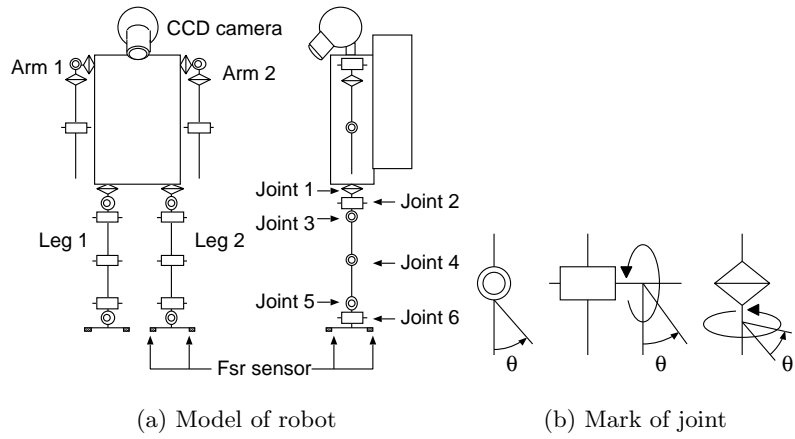 CCD camera
Arm 1
Arm 2
Joint 1
Joint 2
Joint 3
Leg 1
Leg 2
Joint 4
Joint 5
Joint 6
Fsr sensor
θ
θ
θ
(a) Model of robot
(b) Mark of joint